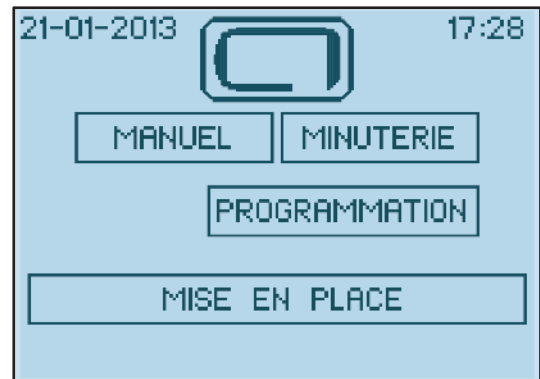 21-01-2013 17:28
MANUEL MINUTERIE
PROGRAMMATION
MISE EN PLACE